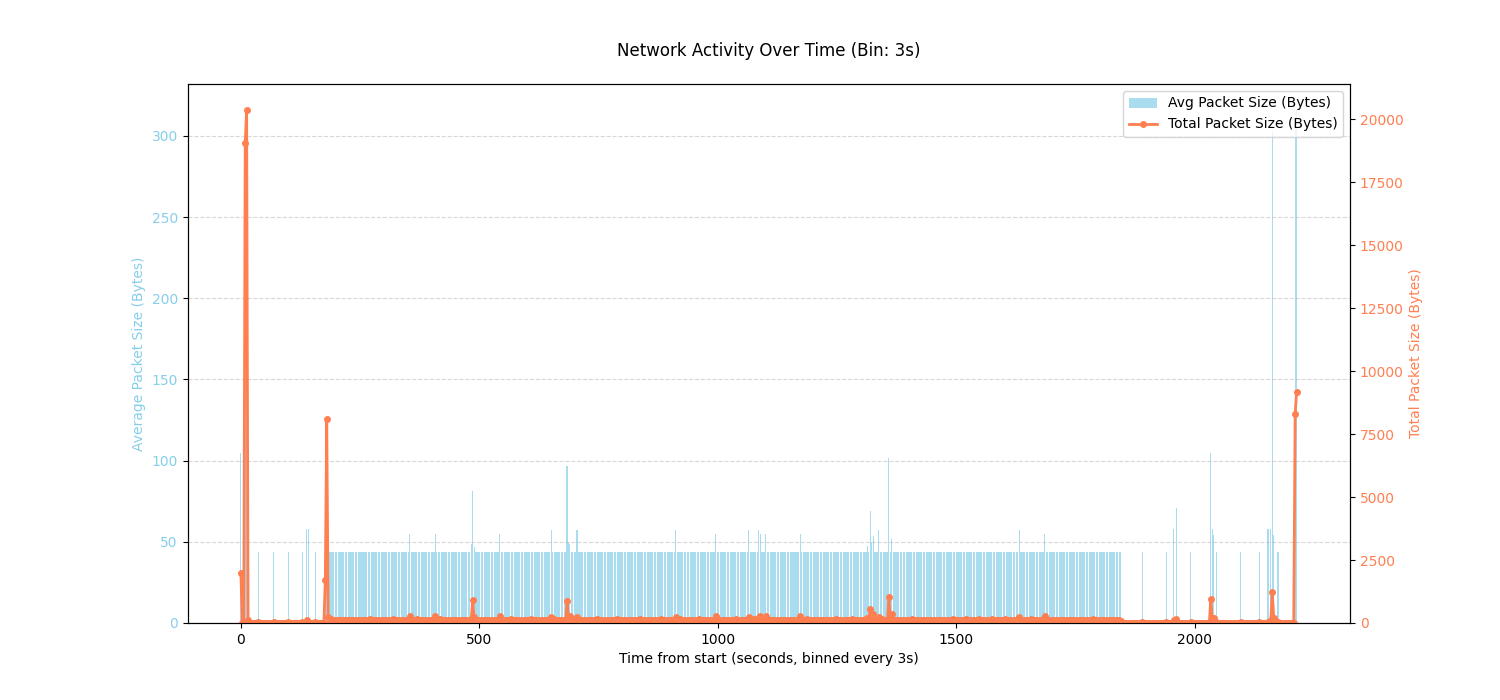 Network Activity Over Time (Bin: 3s)
Avg Packet Size (Bytes)
Total Packet Size (Bytes)
Average Packet Size (Bytes)
300
250
200
150
100
50
0
20000
17500
15000
12500
10000
7500
5000
2500
0
Total Packet Size (Bytes)
0 500 1000 1500 2000
Time from start (seconds, binned every 3s)